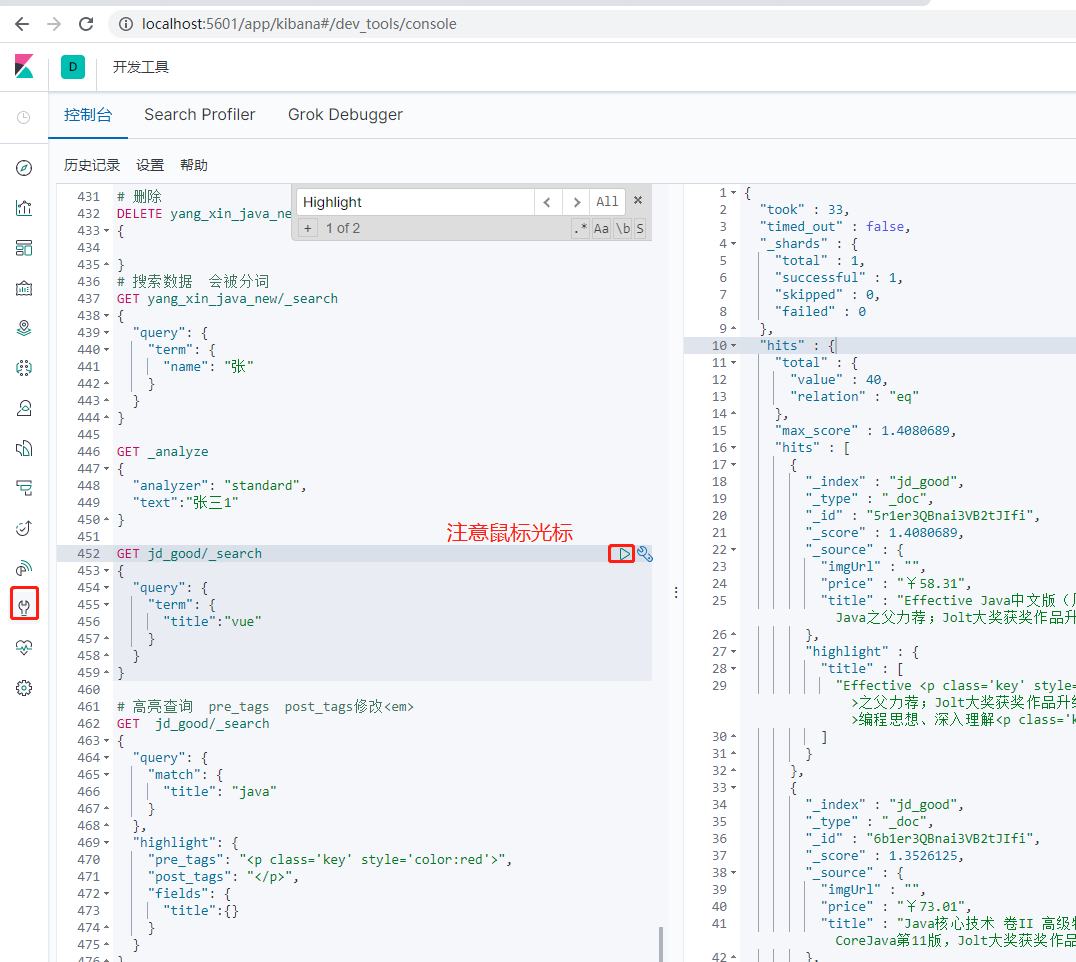 localhost:5601/app/kibana#/dev_tools/console
D
开发工具
控制台 Search Profiler Grok Debugger
历史记录 设置 帮助
Highlight
All
+ 1 of 2 .* Aa \b S
431 # 删除
432 DELETE yang_xin_java_ne
433 {
434
435 }
436 # 搜索数据  会被分词
437 GET yang_xin_java_new/_search
438 {
439   "query": {
440     "term": {
441       "name": "张"
442     }
443   }
444 }
445
446 GET _analyze
447 {
448   "analyzer": "standard",
449   "text":"张三1"
450 }
451
注意鼠标光标
452 GET jd_good/_search
453 {
454   "query": {
455     "term": {
456       "title":"vue"
457     }
458   }
459 }
460
461 # 高亮查询  pre_tags  post_tags修改<em>
462 GET  jd_good/_search
463 {
464   "query": {
465     "match": {
466       "title": "java"
467     }
468   },
469   "highlight": {
470     "pre_tags": "<p class='key' style='color:red'>",
471     "post_tags": "</p>",
472     "fields": {
473       "title":{}
474     }
475   }
476
1 {
2   "took" : 33,
3   "timed_out" : false,
4   "_shards" : {
5     "total" : 1,
6     "successful" : 1,
7     "skipped" : 0,
8     "failed" : 0
9   },
10   "hits" : {
11     "total" : {
12       "value" : 40,
13       "relation" : "eq"
14     },
15     "max_score" : 1.4080689,
16     "hits" : [
17       {
18         "_index" : "jd_good",
19         "_type" : "_doc",
20         "_id" : "5r1er3QBnai3VB2tJIfi",
21         "_score" : 1.4080689,
22         "_source" : {
23           "imgUrl" : "",
24           "price" : "￥58.31",
25           "title" : "Effective Java中文版（
Java之父力荐；Jolt大奖获奖作品升
26         },
27         "highlight" : {
28           "title" : [
29             "Effective <p class='key' style=
>之父力荐；Jolt大奖获奖作品升级
>编程思想、深入理解<p class='k
30           ]
31         }
32       },
33       {
34         "_index" : "jd_good",
35         "_type" : "_doc",
36         "_id" : "6b1er3QBnai3VB2tJIfi",
37         "_score" : 1.3526125,
38         "_source" : {
39           "imgUrl" : "",
40           "price" : "￥73.01",
41           "title" : "Java核心技术 卷II 高级特
CoreJava第11版，Jolt大奖获奖作品
42         },